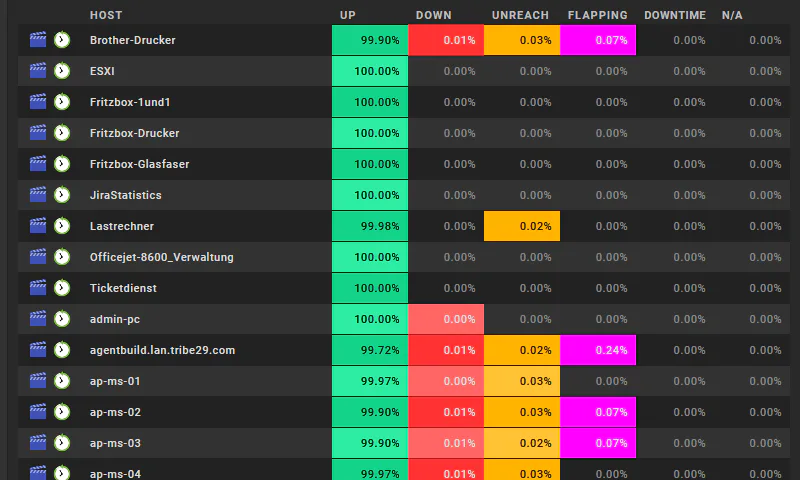 HOST UP DOWN UNREACH FLAPPING DOWNTIME N/A
Brother-Drucker 99.90% 0.01% 0.03% 0.07% 0.00% 0.00%
ESXI 100.00% 0.00% 0.00% 0.00% 0.00% 0.00%
Fritzbox-1und1 100.00% 0.00% 0.00% 0.00% 0.00% 0.00%
Fritzbox-Drucker 100.00% 0.00% 0.00% 0.00% 0.00% 0.00%
Fritzbox-Glasfaser 100.00% 0.00% 0.00% 0.00% 0.00% 0.00%
JiraStatistics 100.00% 0.00% 0.00% 0.00% 0.00% 0.00%
Lastrechner 99.98% 0.00% 0.02% 0.00% 0.00% 0.00%
Officejet-8600_Verwaltung 100.00% 0.00% 0.00% 0.00% 0.00% 0.00%
Ticketdienst 100.00% 0.00% 0.00% 0.00% 0.00% 0.00%
admin-pc 100.00% 0.00% 0.00% 0.00% 0.00% 0.00%
agentbuild.lan.tribe29.com 99.72% 0.01% 0.02% 0.24% 0.00% 0.00%
ap-ms-01 99.97% 0.00% 0.03% 0.00% 0.00% 0.00%
ap-ms-02 99.90% 0.01% 0.03% 0.07% 0.00% 0.00%
ap-ms-03 99.90% 0.01% 0.02% 0.07% 0.00% 0.00%
ap-ms-04 99.97% 0.01% 0.03% 0.00% 0.00% 0.00%